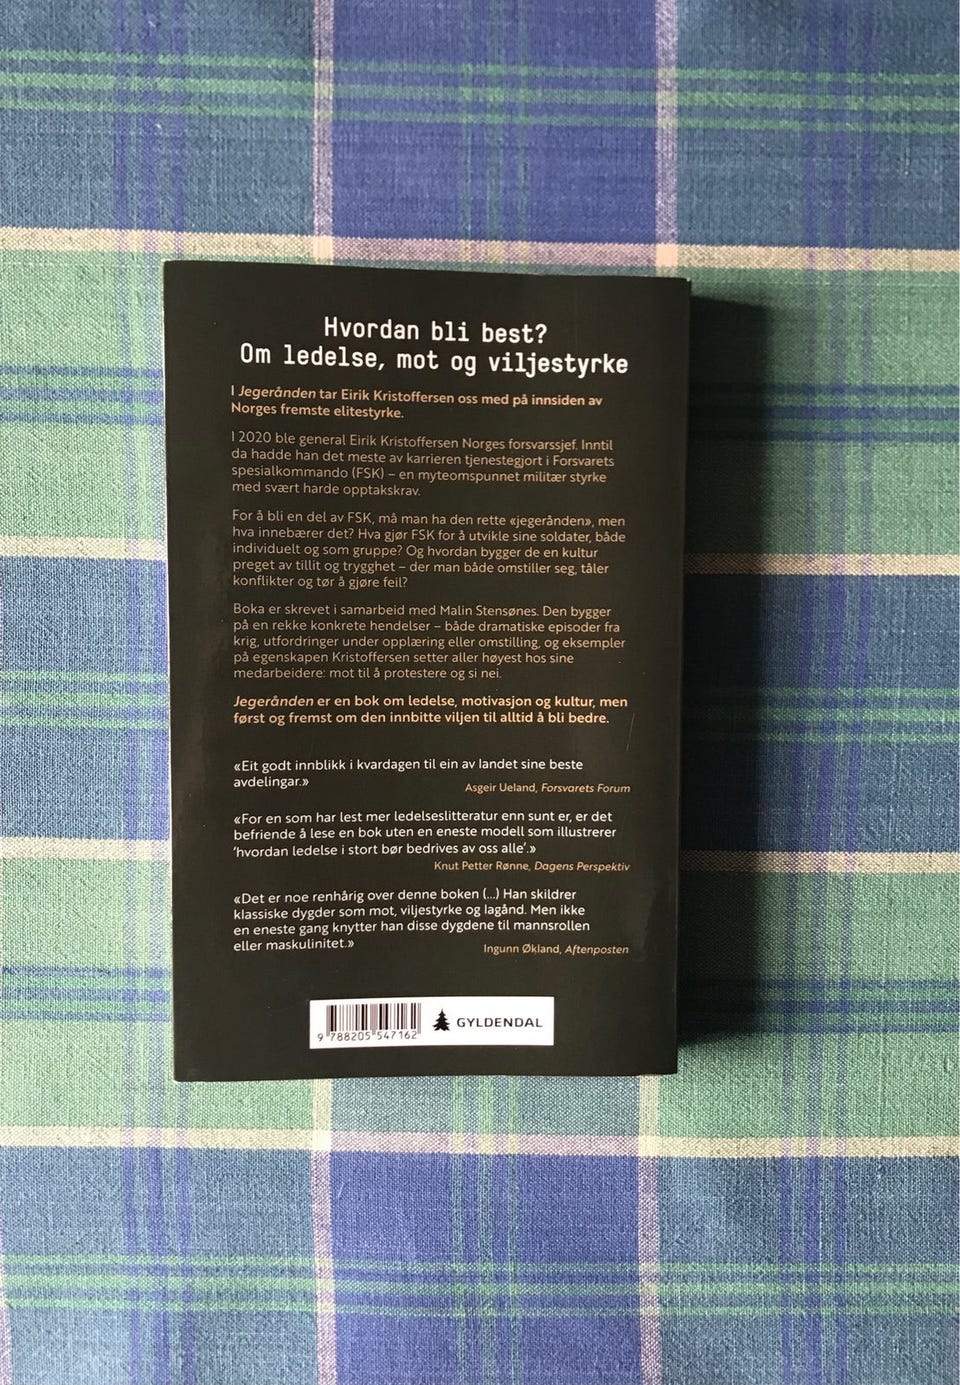 Hvordan bli best?
Om ledelse, mot og viljestyrke
I Jegerånden tar Eirik Kristoffersen oss med på innsiden av
Norges fremste elitestyrke.
I 2020 ble general Eirik Kristoffersen Norges forsvarssjef. Inntil
da hadde han det meste av karrieren tjenestegjort i Forsvarets
spesialkommando (FSK) – en myteomspunnet militær styrke
med svært harde opptakskrav.
For å bli en del av FSK, må man ha den rette «jegerånden», men
hva innebærer det? Hva gjør FSK for å utvikle sine soldater, både
individuelt og som gruppe? Og hvordan bygger de en kultur
preget av tillit og trygghet – der man både omstiller seg, tåler
konflikter og tør å gjøre feil?
Boka er skrevet i samarbeid med Malin Stensønes. Den bygger
på en rekke konkrete hendelser – både dramatiske episoder fra
krig, utfordringer under opplæring eller omstilling, og eksempler
på egenskapen Kristoffersen setter aller høyest hos sine
medarbeidere: mot til å protestere og si nei.
Jegerånden er en bok om ledelse, motivasjon og kultur, men
først og fremst om den innbitte viljen til alltid å bli bedre.
«Eit godt innblikk i kvardagen til ein av landet sine beste
avdelingar.»
Asgeir Ueland, Forsvarets Forum
«For en som har lest mer ledelseslitteratur enn sunt er, er det
befriende å lese en bok uten en eneste modell som illustrerer
'hvordan ledelse i stort bør bedrives av oss alle'.»
Knut Petter Rønne, Dagens Perspektiv
«Det er noe renhårig over denne boken (...) Han skildrer
klassiske dygder som mot, viljestyrke og lagånd. Men ikke
en eneste gang knytter han disse dygdene til mannsrollen
eller maskulinitet.»
Ingunn Økland, Aftenposten
9 788205 547162
GYLDENDAL